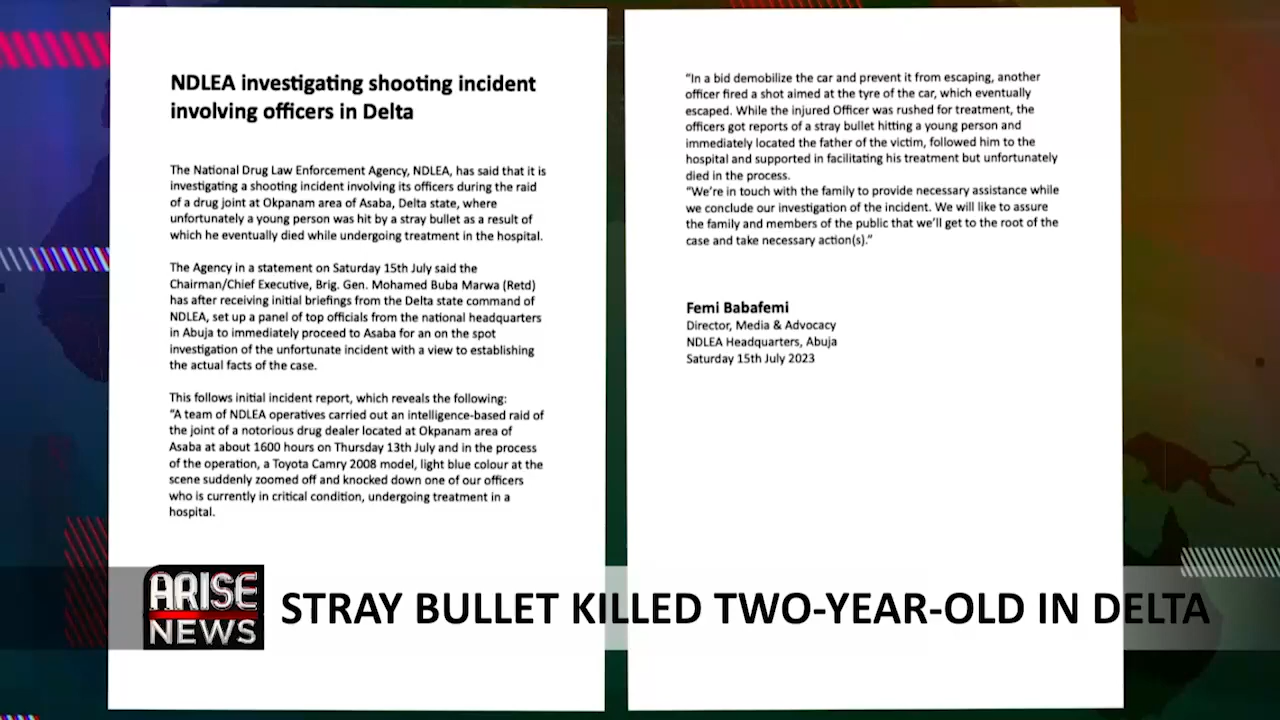 NDLEA investigating shooting incident
involving officers in Delta
The National Drug Law Enforcement Agency, NDLEA, has said that it is
investigating a shooting incident involving its officers during the raid
of a drug joint at Okpanam area of Asaba, Delta state, where
unfortunately a young person was hit by a stray bullet as a result of
which he eventually died while undergoing treatment in the hospital.
The Agency in a statement on Saturday 15th July said the
Chairman/Chief Executive, Brig. Gen. Mohamed Buba Marwa (Retd)
has after receiving initial briefings from the Delta state command of
NDLEA, set up a panel of top officials from the national headquarters
in Abuja to immediately proceed to Asaba for an on the spot
investigation of the unfortunate incident with a view to establishing
the actual facts of the case.
This follows initial incident report, which reveals the following:
“A team of NDLEA operatives carried out an intelligence-based raid of
the joint of a notorious drug dealer located at Okpanam area of
Asaba at about 1600 hours on Thursday 13th July and in the process
of the operation, a Toyota Camry 2008 model, light blue colour at the
scene suddenly zoomed off and knocked down one of our officers
who is currently in critical condition, undergoing treatment in a
hospital.
“In a bid demobilize the car and prevent it from escaping, another
officer fired a shot aimed at the tyre of the car, which eventually
escaped. While the injured Officer was rushed for treatment, the
officers got reports of a stray bullet hitting a young person and
immediately located the father of the victim, followed him to the
hospital and supported in facilitating his treatment but unfortunately
died in the process.
“We’re in touch with the family to provide necessary assistance while
we conclude our investigation of the incident. We will like to assure
the family and members of the public that we’ll get to the root of the
case and take necessary action(s).”
Femi Babafemi
Director, Media & Advocacy
NDLEA Headquarters, Abuja
Saturday 15th July 2023
ARISE
NEWS
STRAY BULLET KILLED TWO-YEAR-OLD IN DELTA